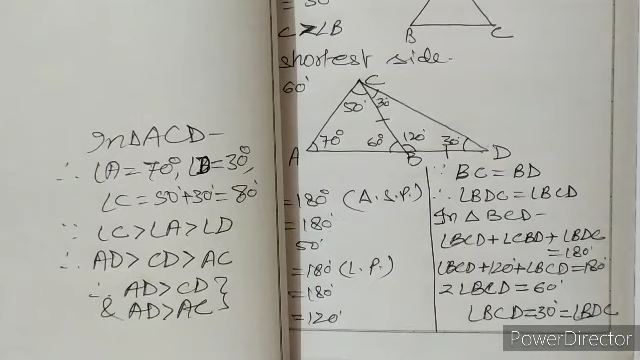 In △ACD-
∴ ∠A=70°, ∠D=30°,
∠C=50°+30°=80°
∵ ∠C>∠A>∠D
∴ AD>CD>AC
∴ AD>CD }
& AD>AC }
C > ∠B
B C
shortest side.
60°
C
50° 30°
70° 60° 120° 30°
A B D
=180° (A.S.P.)
=180°
50°
=180° (L.P.)
=180°
=120°
∵ BC=BD
∴ ∠BDC=∠BCD
In △BCD-
∠BCD+∠CBD+∠BDC
=180°
∠BCD+120°+∠BCD=180°
2∠BCD=60°
∠BCD=30°=∠BDC
PowerDirector